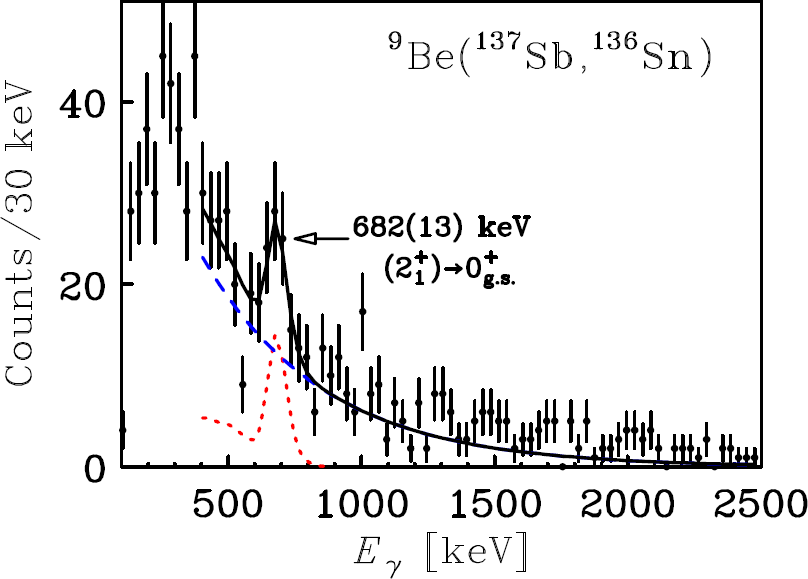 ⁹Be(¹³⁷Sb,¹³⁶Sn)
Counts/30 keV
40
20
0
682(13) keV
(2₁⁺)→0⁺g.s.
500 1000 1500 2000 2500
Eγ [keV]